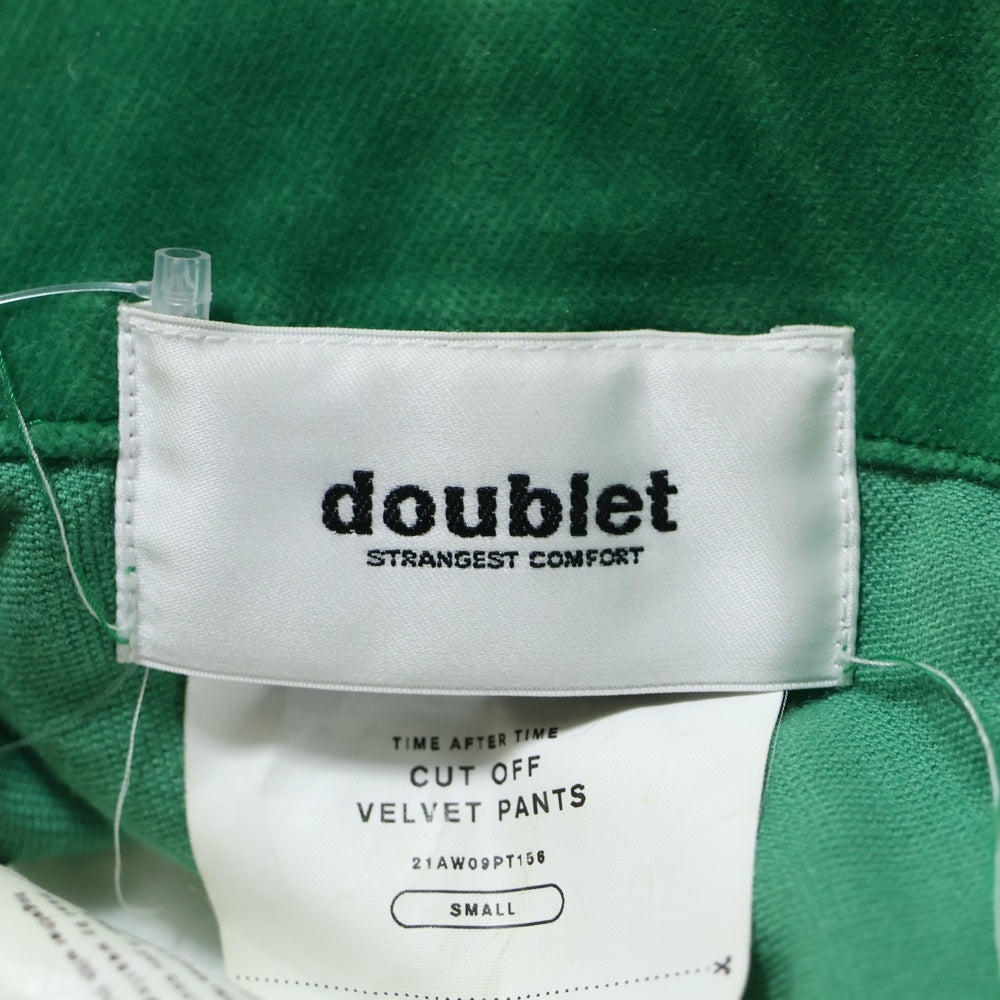 doublet
STRANGEST COMFORT
TIME AFTER TIME
CUT OFF
VELVET PANTS
21AW09PT156
SMALL